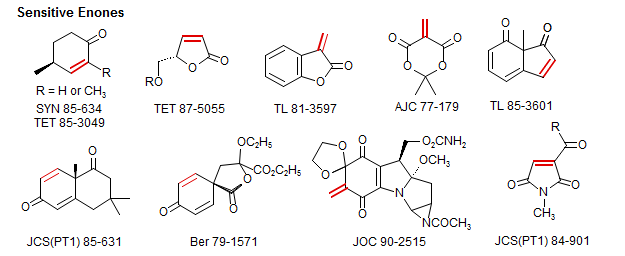 Sensitive Enones
O
R
R = H or CH3
SYN 85-634
TET 85-3049
RO
O
O
TET 87-5055
O
O
TL 81-3597
O
O
O
O
AJC 77-179
O
O
TL 85-3601
O
O
JCS(PT1) 85-631
OC2H5
CO2C2H5
O
O
O
Ber 79-1571
O
O
O
O
O2CNH2
OCH3
N
NCOCH3
JOC 90-2515
R
O
O
O
N
CH3
JCS(PT1) 84-901